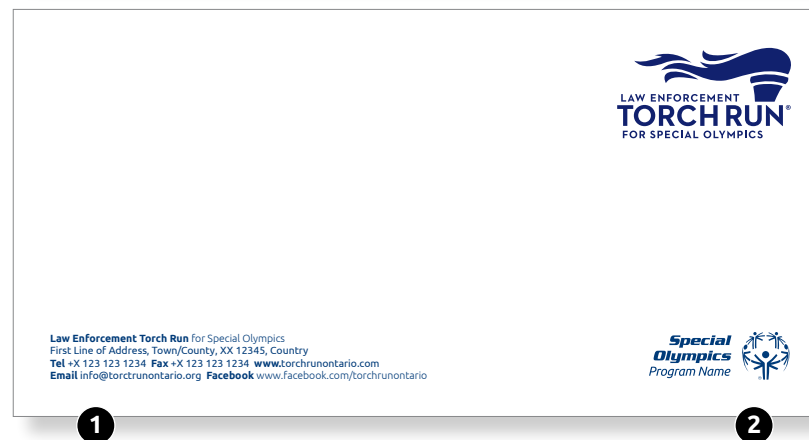 LAW ENFORCEMENT
TORCH RUN®
FOR SPECIAL OLYMPICS
Law Enforcement Torch Run for Special Olympics
First Line of Address, Town/County, XX 12345, Country
Tel +X 123 123 1234 Fax +X 123 123 1234 www.torchrunontario.com
Email info@torctrunontario.org Facebook www.facebook.com/torchrunontario
Special
Olympics
Program Name
1
2